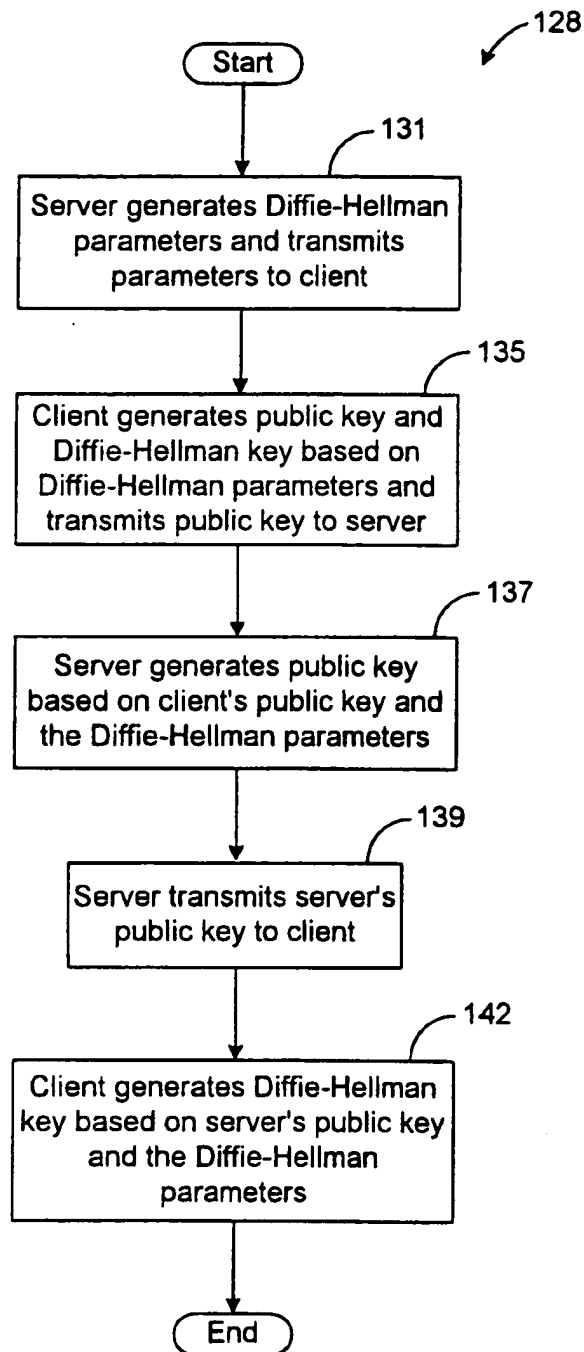 128
Start
131
Server generates Diffie-Hellman
parameters and transmits
parameters to client
135
Client generates public key and
Diffie-Hellman key based on
Diffie-Hellman parameters and
transmits public key to server
137
Server generates public key
based on client's public key and
the Diffie-Hellman parameters
139
Server transmits server's
public key to client
142
Client generates Diffie-Hellman
key based on server's public key
and the Diffie-Hellman
parameters
End